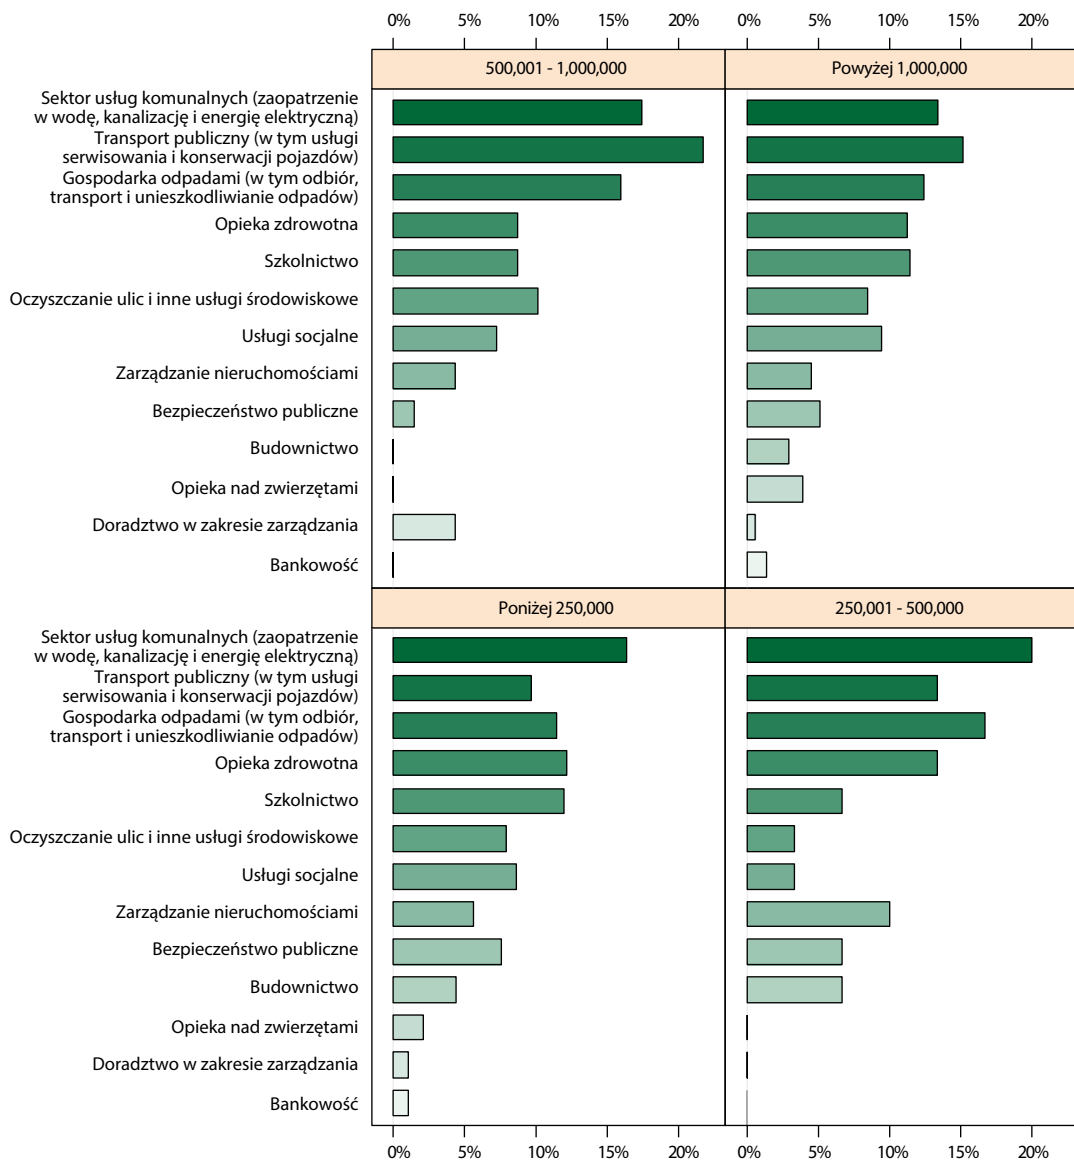 0% 5% 10% 15% 20% 0% 5% 10% 15% 20%
500,001 - 1,000,000 Powyżej 1,000,000
Sektor usług komunalnych (zaopatrzenie
w wodę, kanalizację i energię elektryczną)
Transport publiczny (w tym usługi
serwisowania i konserwacji pojazdów)
Gospodarka odpadami (w tym odbiór,
transport i unieszkodliwianie odpadów)
Opieka zdrowotna
Szkolnictwo
Oczyszczanie ulic i inne usługi środowiskowe
Usługi socjalne
Zarządzanie nieruchomościami
Bezpieczeństwo publiczne
Budownictwo
Opieka nad zwierzętami
Doradztwo w zakresie zarządzania
Bankowość
Poniżej 250,000 250,001 - 500,000
Sektor usług komunalnych (zaopatrzenie
w wodę, kanalizację i energię elektryczną)
Transport publiczny (w tym usługi
serwisowania i konserwacji pojazdów)
Gospodarka odpadami (w tym odbiór,
transport i unieszkodliwianie odpadów)
Opieka zdrowotna
Szkolnictwo
Oczyszczanie ulic i inne usługi środowiskowe
Usługi socjalne
Zarządzanie nieruchomościami
Bezpieczeństwo publiczne
Budownictwo
Opieka nad zwierzętami
Doradztwo w zakresie zarządzania
Bankowość
0% 5% 10% 15% 20% 0% 5% 10% 15% 20%